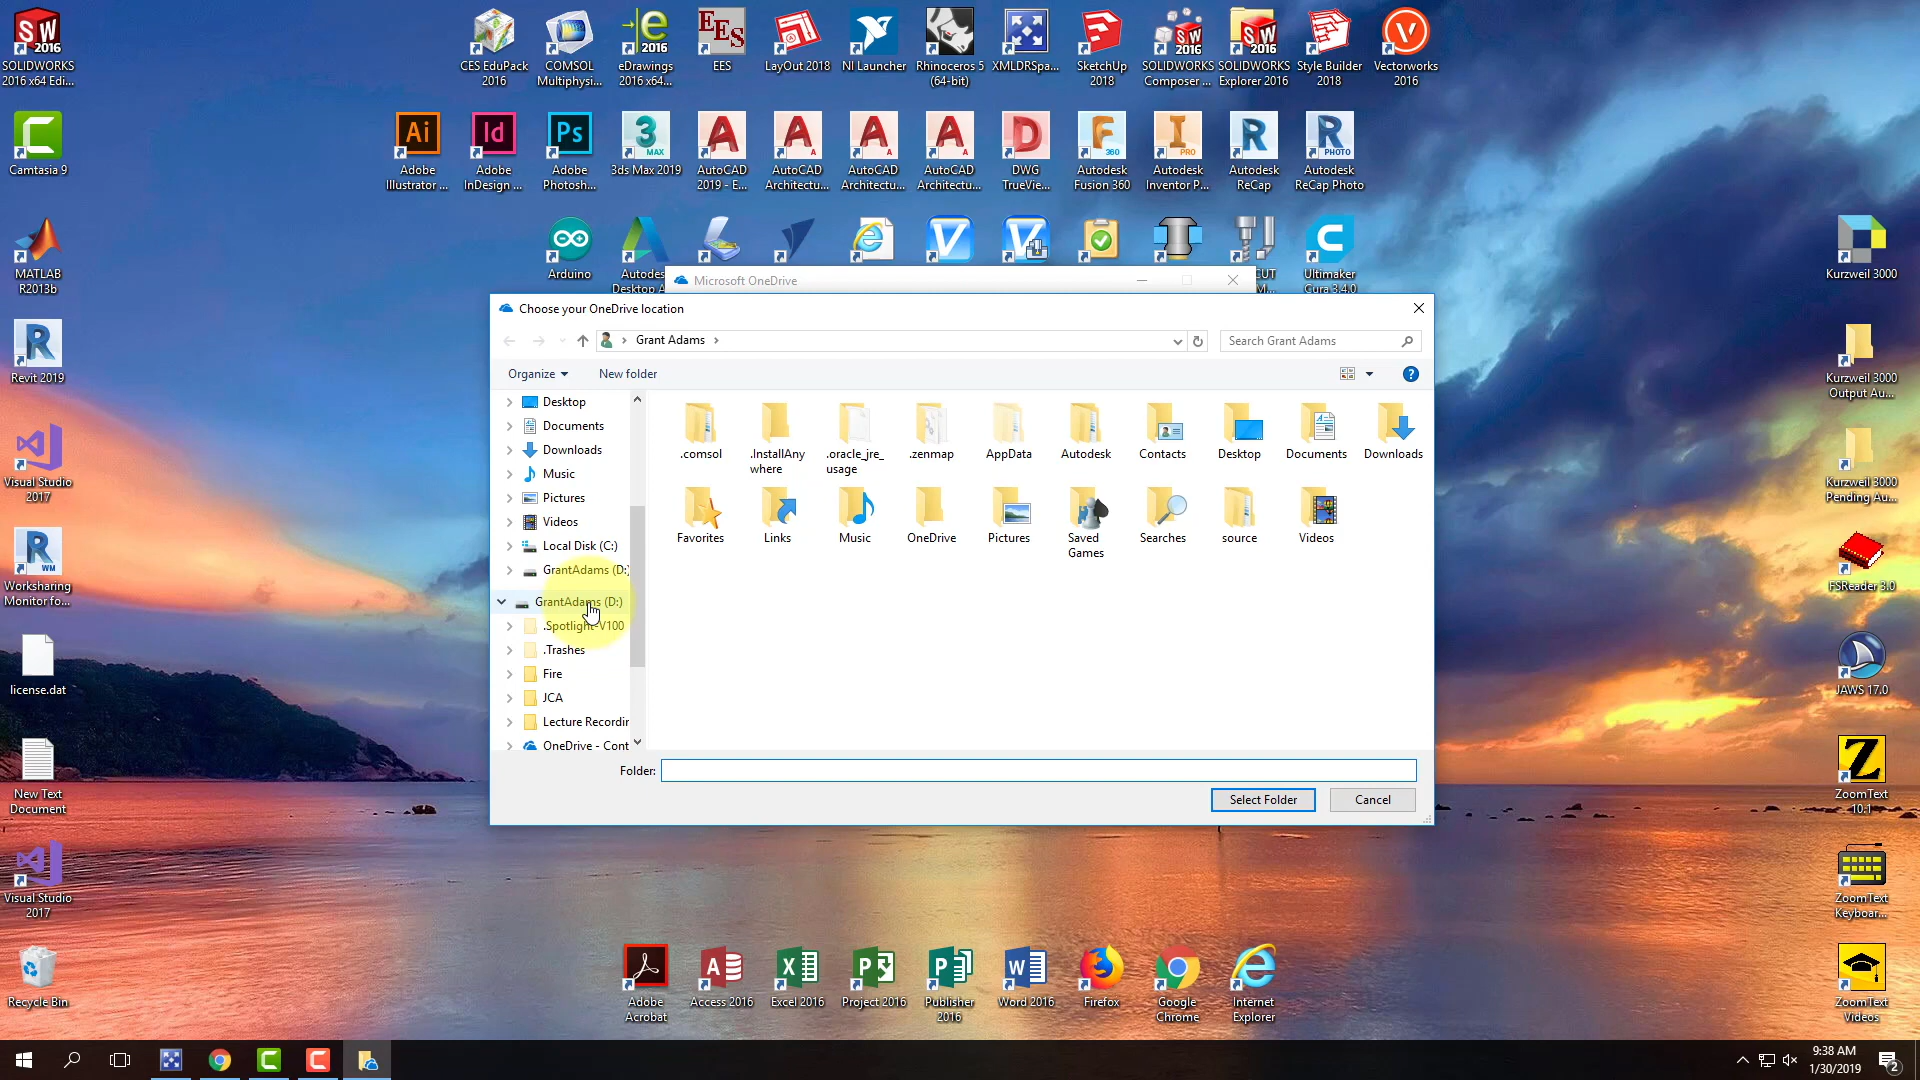 SOLIDWORKS
2016 x64 Edi...
CES EduPack
2016
COMSOL
Multiphysi...
eDrawings
2016 x64...
EES
LayOut 2018
NI Launcher
Rhinoceros 5
(64-bit)
XMLDRSpa...
SketchUp
2018
SOLIDWORKS
Composer ...
SOLIDWORKS
Explorer 2016
Style Builder
2018
Vectorworks
2016
Camtasia 9
Adobe
Illustrator ...
Adobe
InDesign ...
Adobe
Photosh...
3ds Max 2019
AutoCAD
2019 - E...
AutoCAD
Architectu...
AutoCAD
Architectu...
AutoCAD
Architectu...
DWG
TrueVie...
Autodesk
Fusion 360
Autodesk
Inventor P...
Autodesk
ReCap
Autodesk
ReCap Photo
MATLAB
R2013b
Arduino
Autodes
Desktop A
CUT
M...
Ultimaker
Cura 3.4.0
Kurzweil 3000
Microsoft OneDrive
Choose your OneDrive location
Grant Adams
Search Grant Adams
Organize
New folder
Desktop
Documents
Downloads
Music
Pictures
Videos
Local Disk (C:)
GrantAdams (D:)
GrantAdams (D:)
.Spotlight-V100
.Trashes
Fire
JCA
Lecture Recordin
OneDrive - Cont
.comsol
.InstallAny
where
.oracle_jre_
usage
.zenmap
AppData
Autodesk
Contacts
Desktop
Documents
Downloads
Favorites
Links
Music
OneDrive
Pictures
Saved
Games
Searches
source
Videos
Folder:
Select Folder
Cancel
Revit 2019
Visual Studio
2017
Worksharing
Monitor fo...
license.dat
New Text
Document
Visual Studio
2017
Recycle Bin
Kurzweil 3000
Output Au...
Kurzweil 3000
Pending Au...
FSReader 3.0
JAWS 17.0
ZoomText
10.1
ZoomText
Keyboar...
ZoomText
Videos
Adobe
Acrobat
Access 2016
Excel 2016
Project 2016
Publisher
2016
Word 2016
Firefox
Google
Chrome
Internet
Explorer
9:38 AM
1/30/2019
2